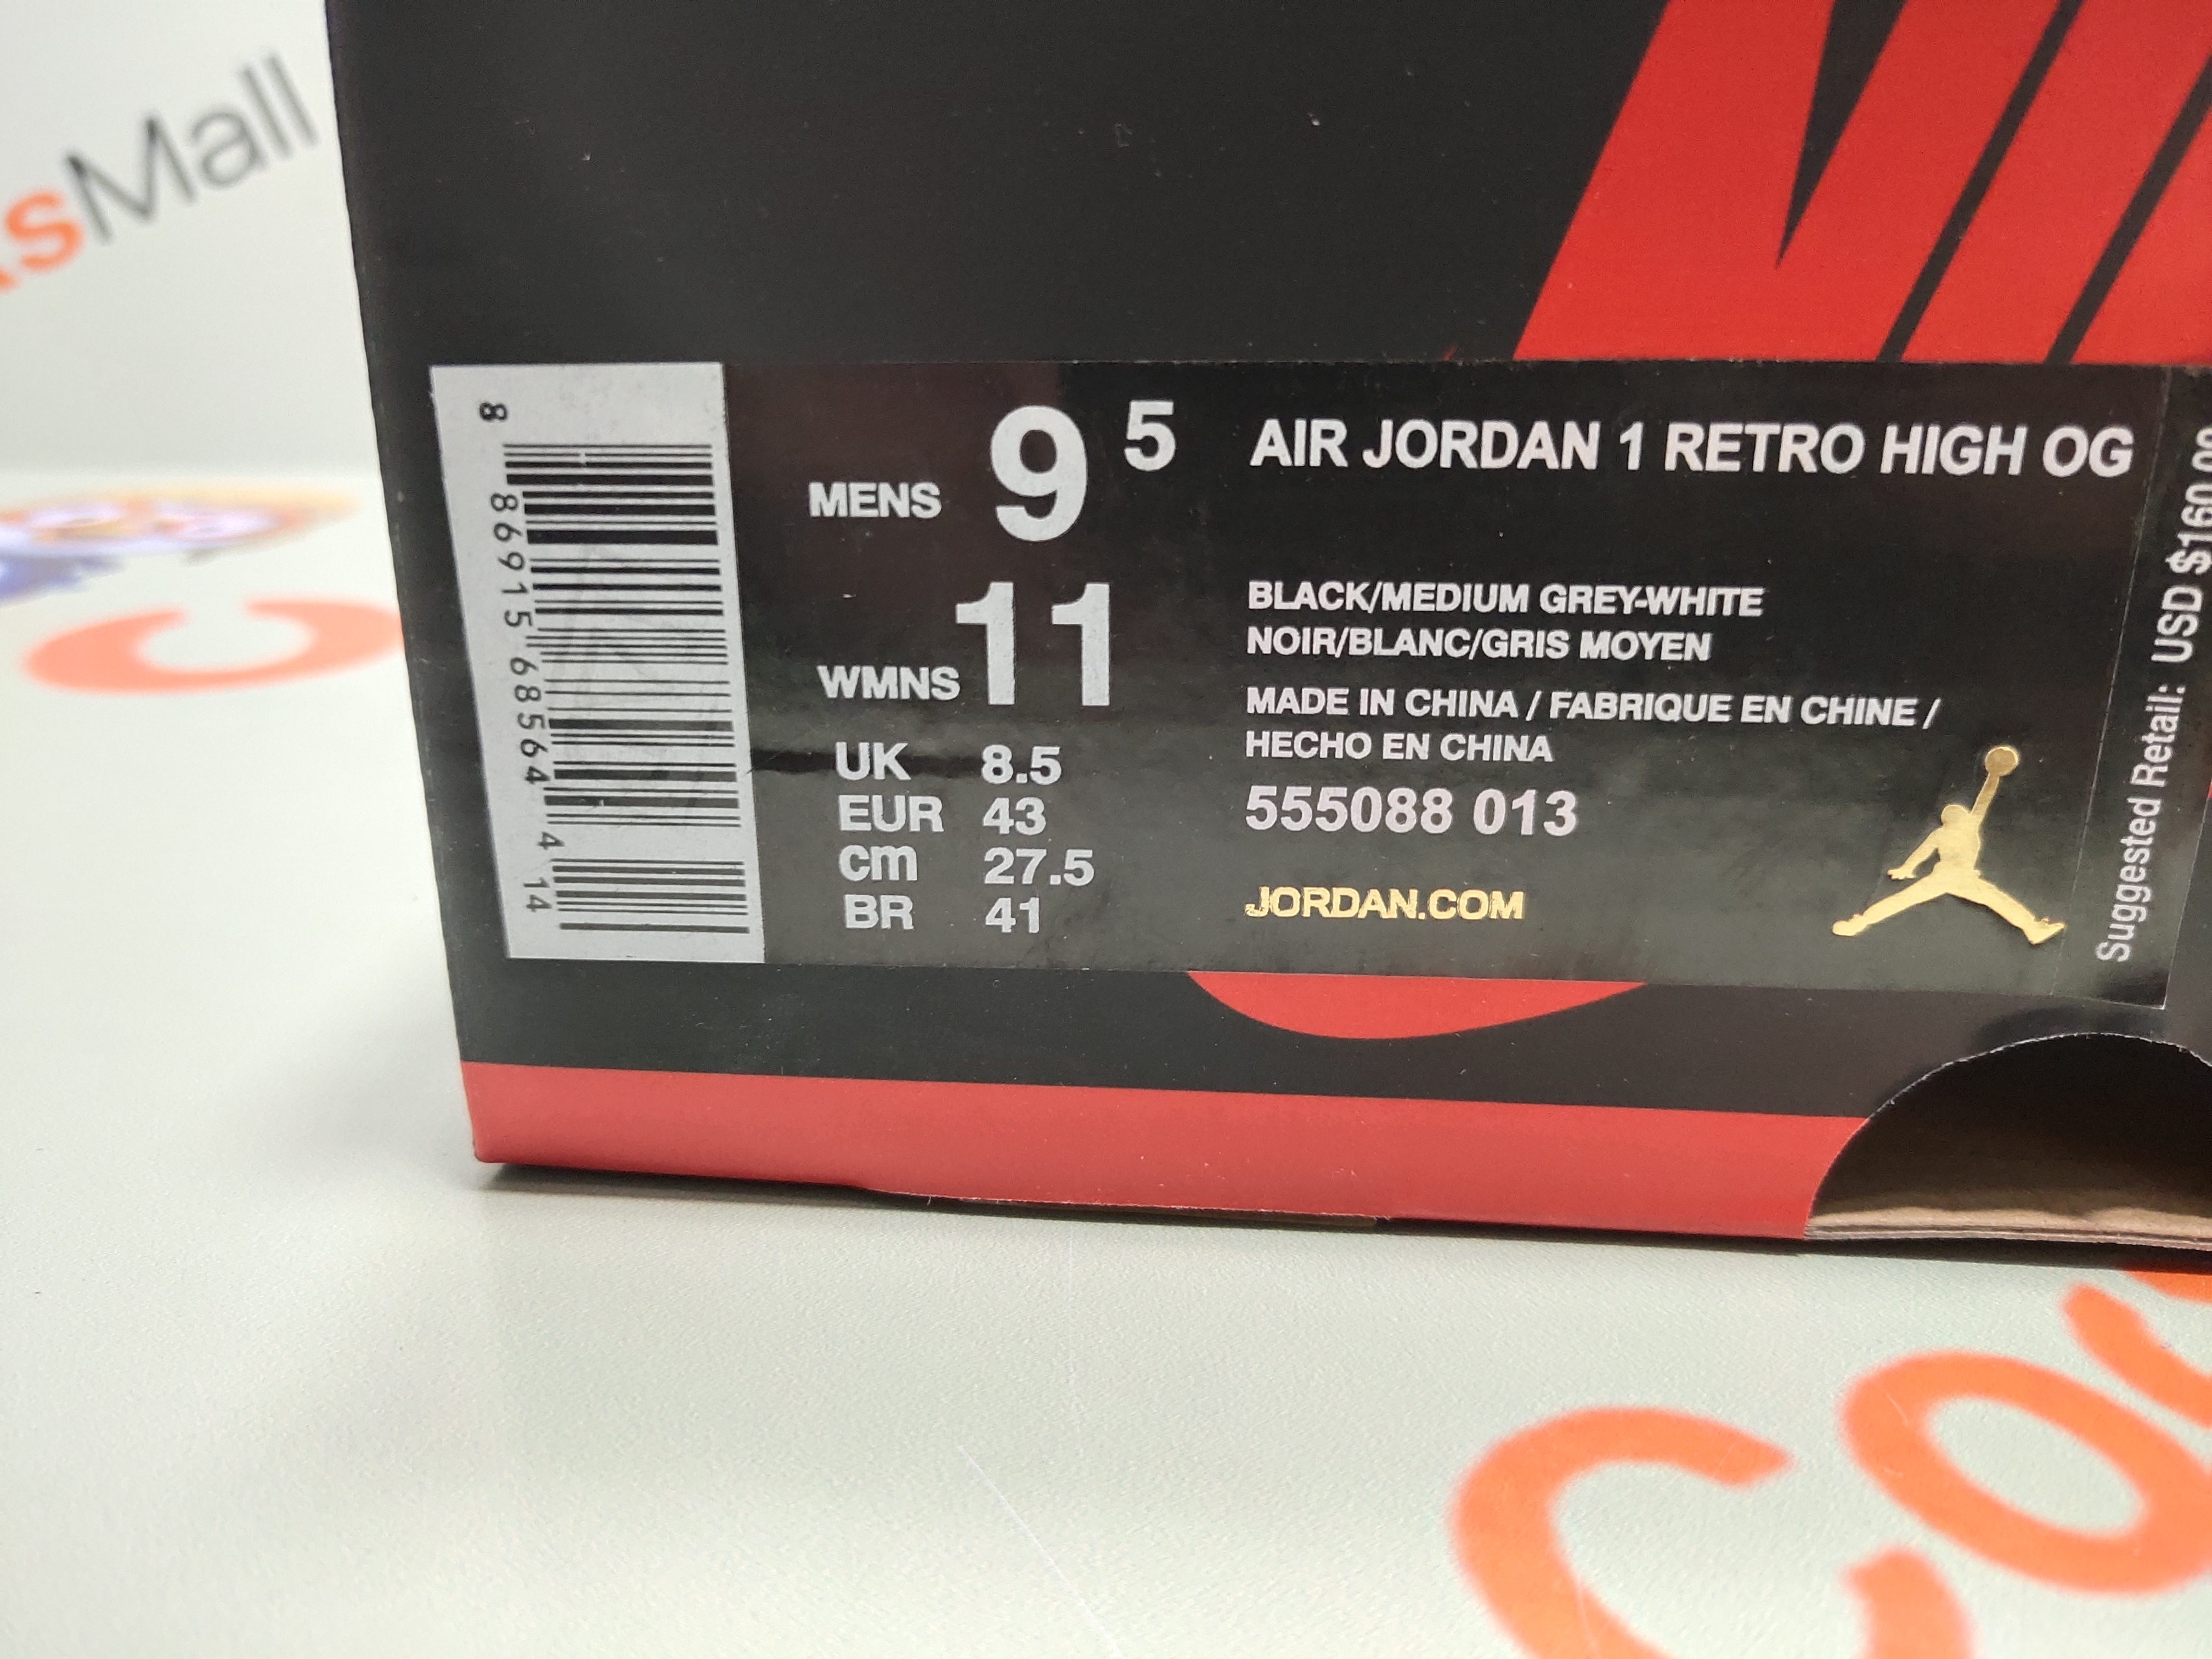 sMall
8 86915 68564 4 14
MENS 9 5
WMNS 11
UK 8.5
EUR 43
cm 27.5
BR 41
AIR JORDAN 1 RETRO HIGH OG
BLACK/MEDIUM GREY-WHITE
NOIR/BLANC/GRIS MOYEN
MADE IN CHINA / FABRIQUE EN CHINE /
HECHO EN CHINA
555088 013
JORDAN.COM
Suggested Retail: USD $160.00